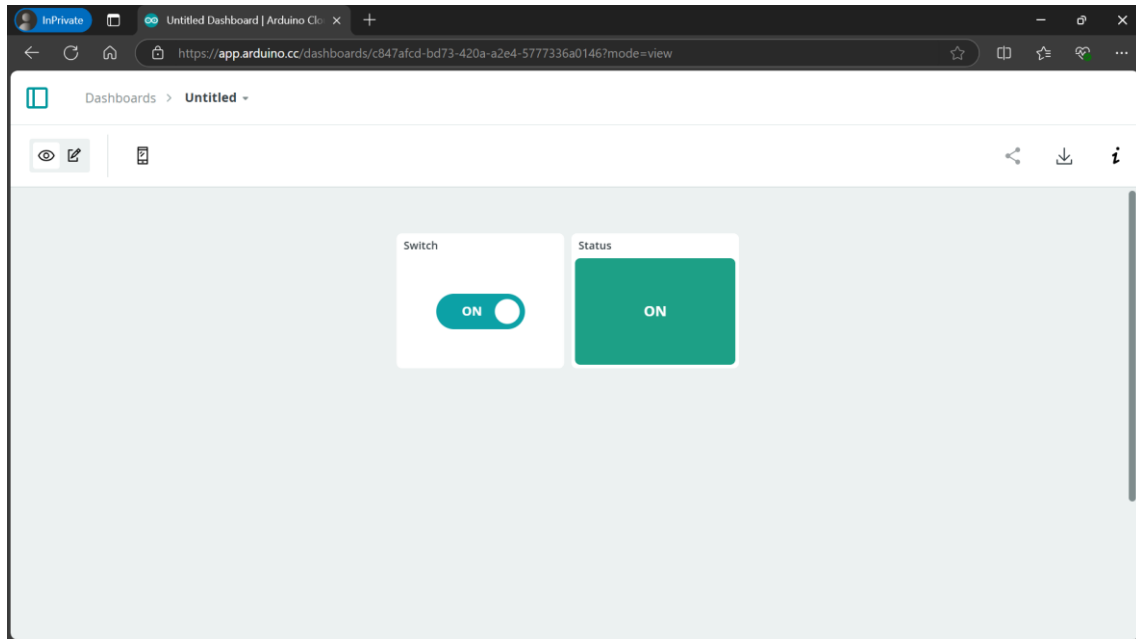 InPrivate
Untitled Dashboard | Arduino Clo
https://app.arduino.cc/dashboards/c847afcd-bd73-420a-a2e4-5777336a0146?mode=view
Dashboards > Untitled
Switch
Status
ON
ON